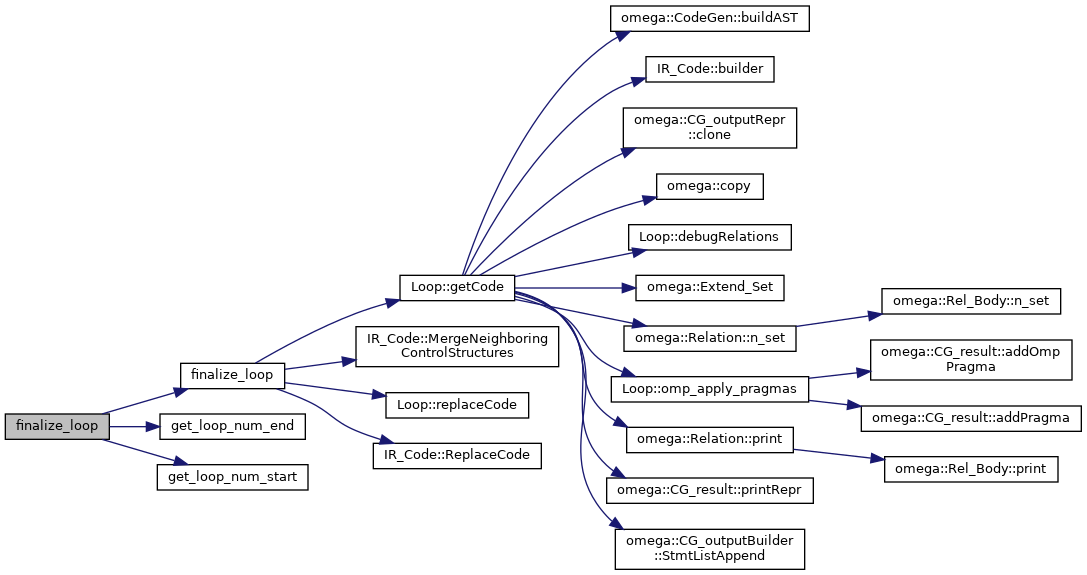 omega::CodeGen::buildAST
IR_Code::builder
omega::CG_outputRepr
::clone
omega::copy
Loop::debugRelations
Loop::getCode
omega::Extend_Set
omega::Rel_Body::n_set
omega::Relation::n_set
IR_Code::MergeNeighboring
ControlStructures
omega::CG_result::addOmp
Pragma
finalize_loop
Loop::omp_apply_pragmas
Loop::replaceCode
omega::CG_result::addPragma
finalize_loop
get_loop_num_end
omega::Relation::print
IR_Code::ReplaceCode
omega::Rel_Body::print
get_loop_num_start
omega::CG_result::printRepr
omega::CG_outputBuilder
::StmtListAppend